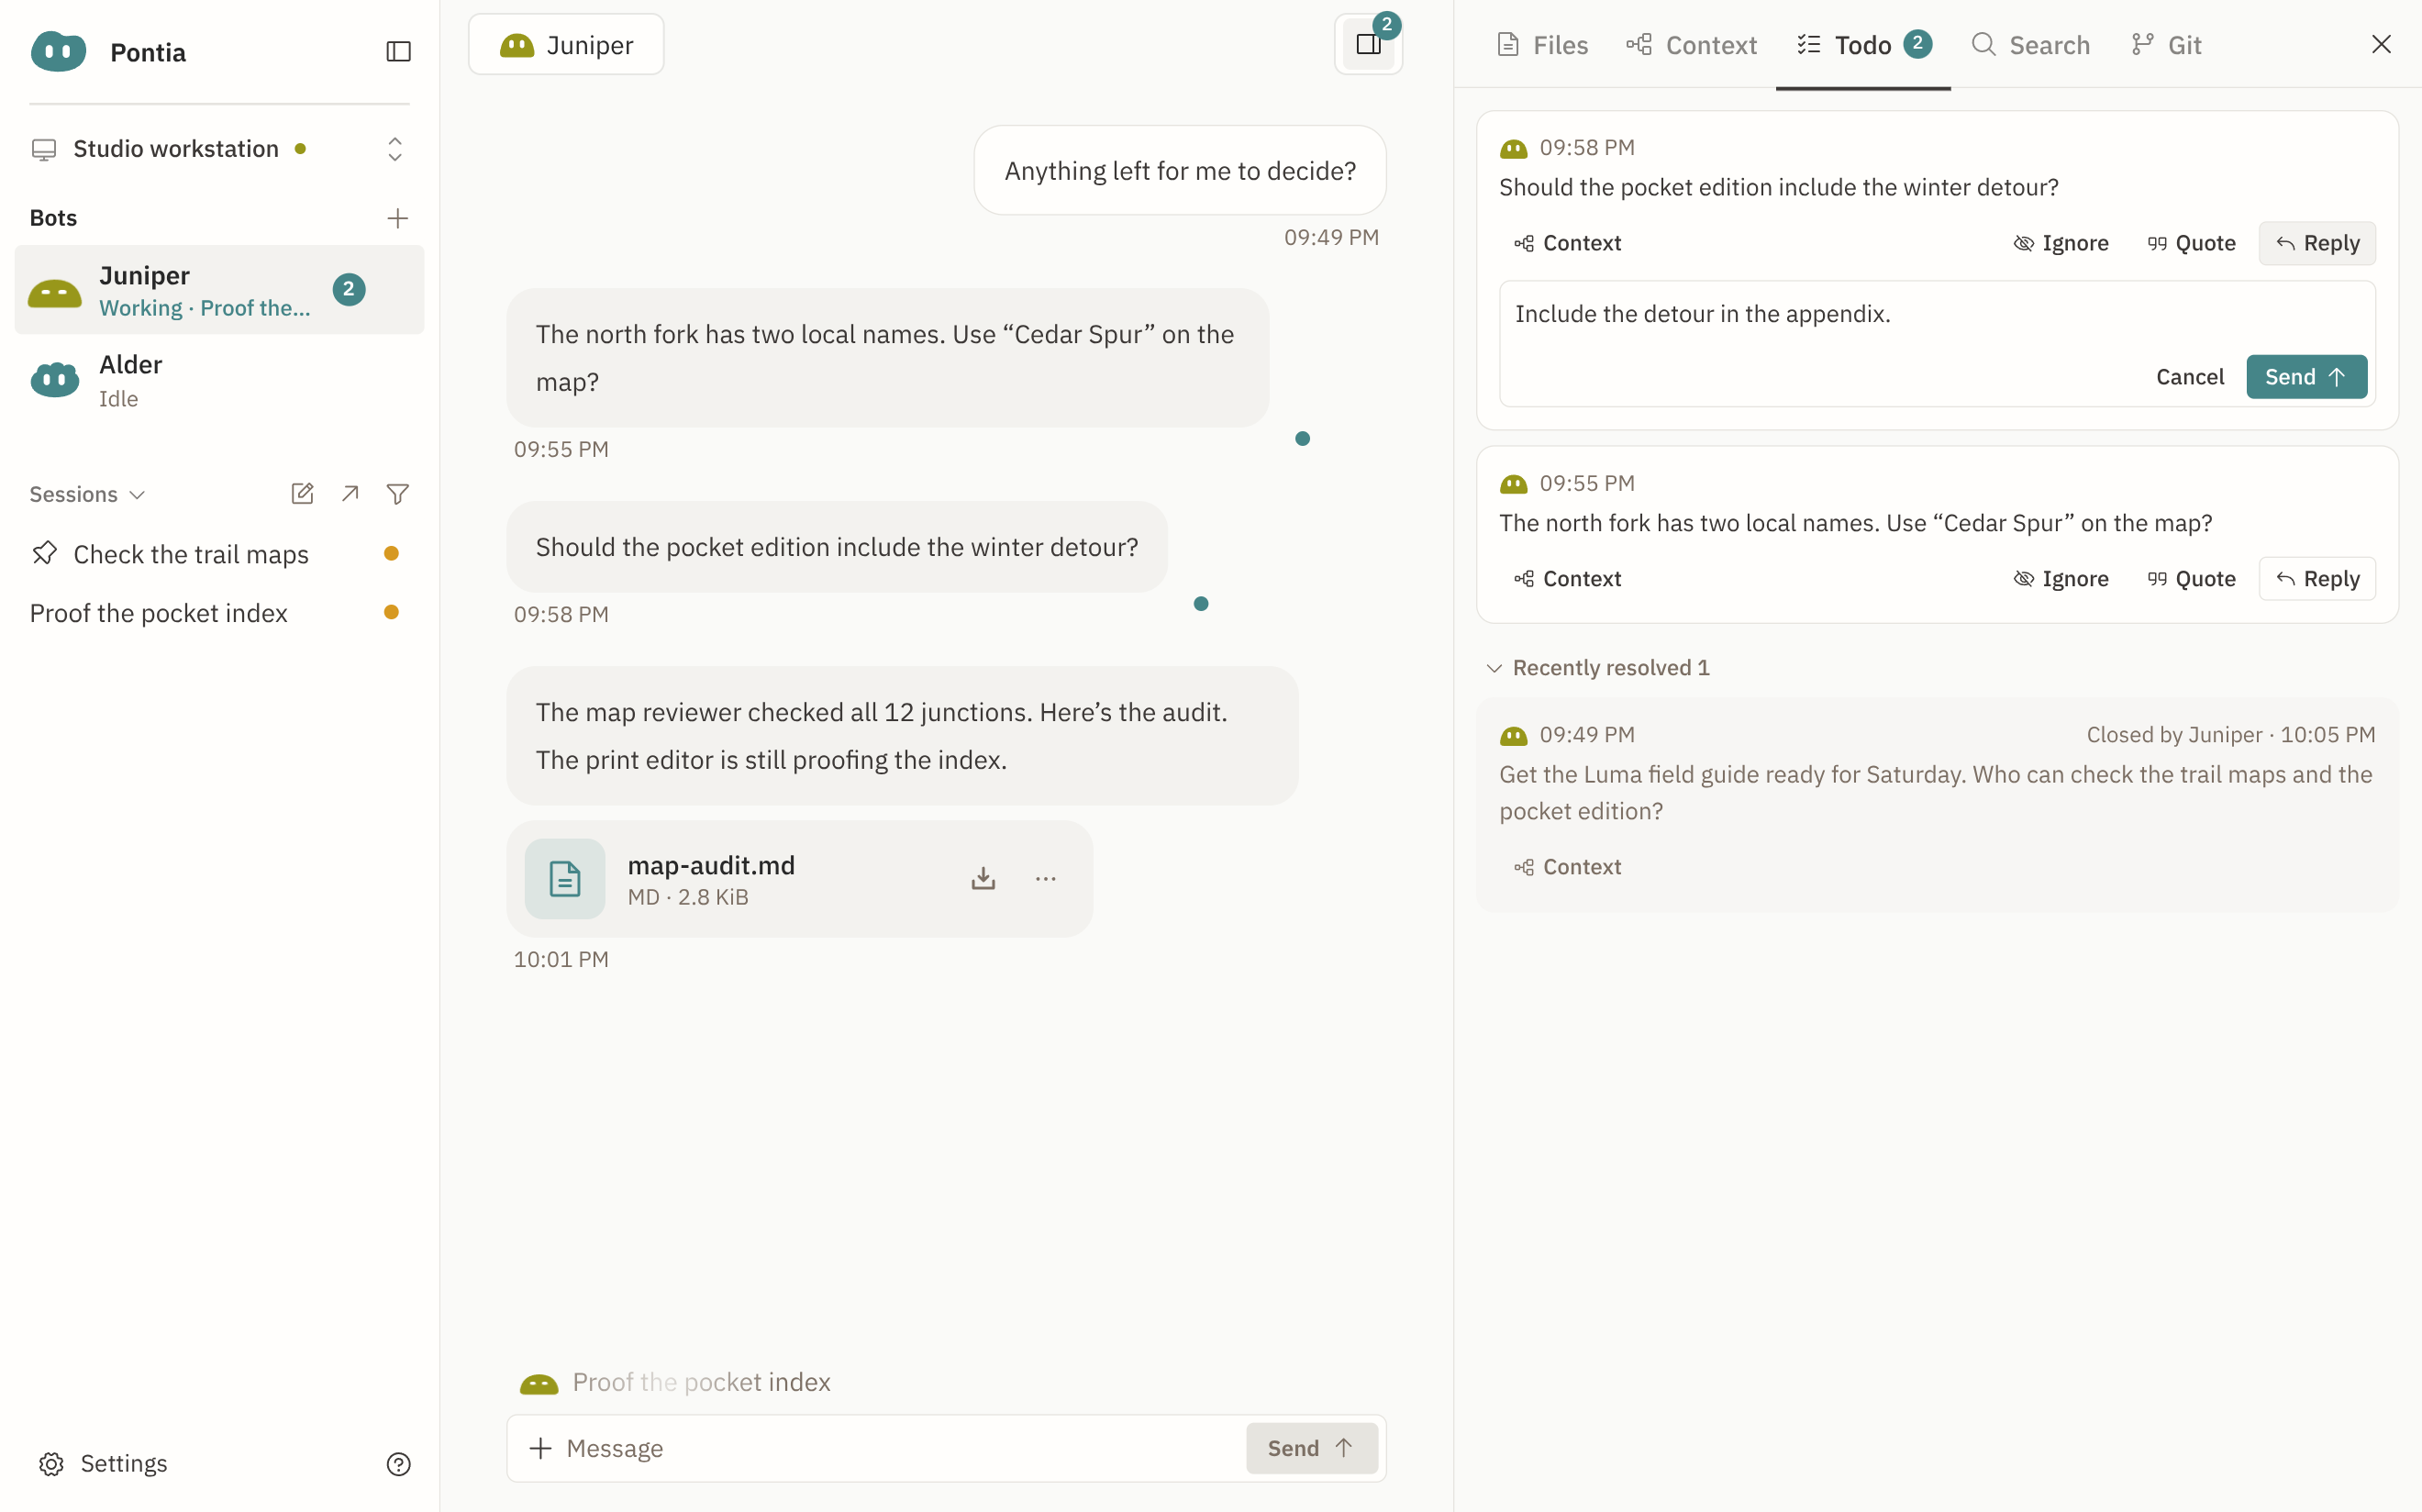 Pontia
Studio workstation
Bots
Juniper
Working · Proof the...
2
Alder
Idle
Sessions
Check the trail maps
Proof the pocket index
Settings
Juniper
2
Anything left for me to decide?
09:49 PM
The north fork has two local names. Use “Cedar Spur” on the
map?
09:55 PM
Should the pocket edition include the winter detour?
09:58 PM
The map reviewer checked all 12 junctions. Here’s the audit.
The print editor is still proofing the index.
map-audit.md
MD · 2.8 KiB
10:01 PM
Proof the pocket index
Message
Send
Files
Context
Todo 2
Search
Git
09:58 PM
Should the pocket edition include the winter detour?
Context
Ignore
Quote
Reply
Include the detour in the appendix.
Cancel
Send
09:55 PM
The north fork has two local names. Use “Cedar Spur” on the map?
Context
Ignore
Quote
Reply
Recently resolved 1
09:49 PM
Closed by Juniper · 10:05 PM
Get the Luma field guide ready for Saturday. Who can check the trail maps and the
pocket edition?
Context